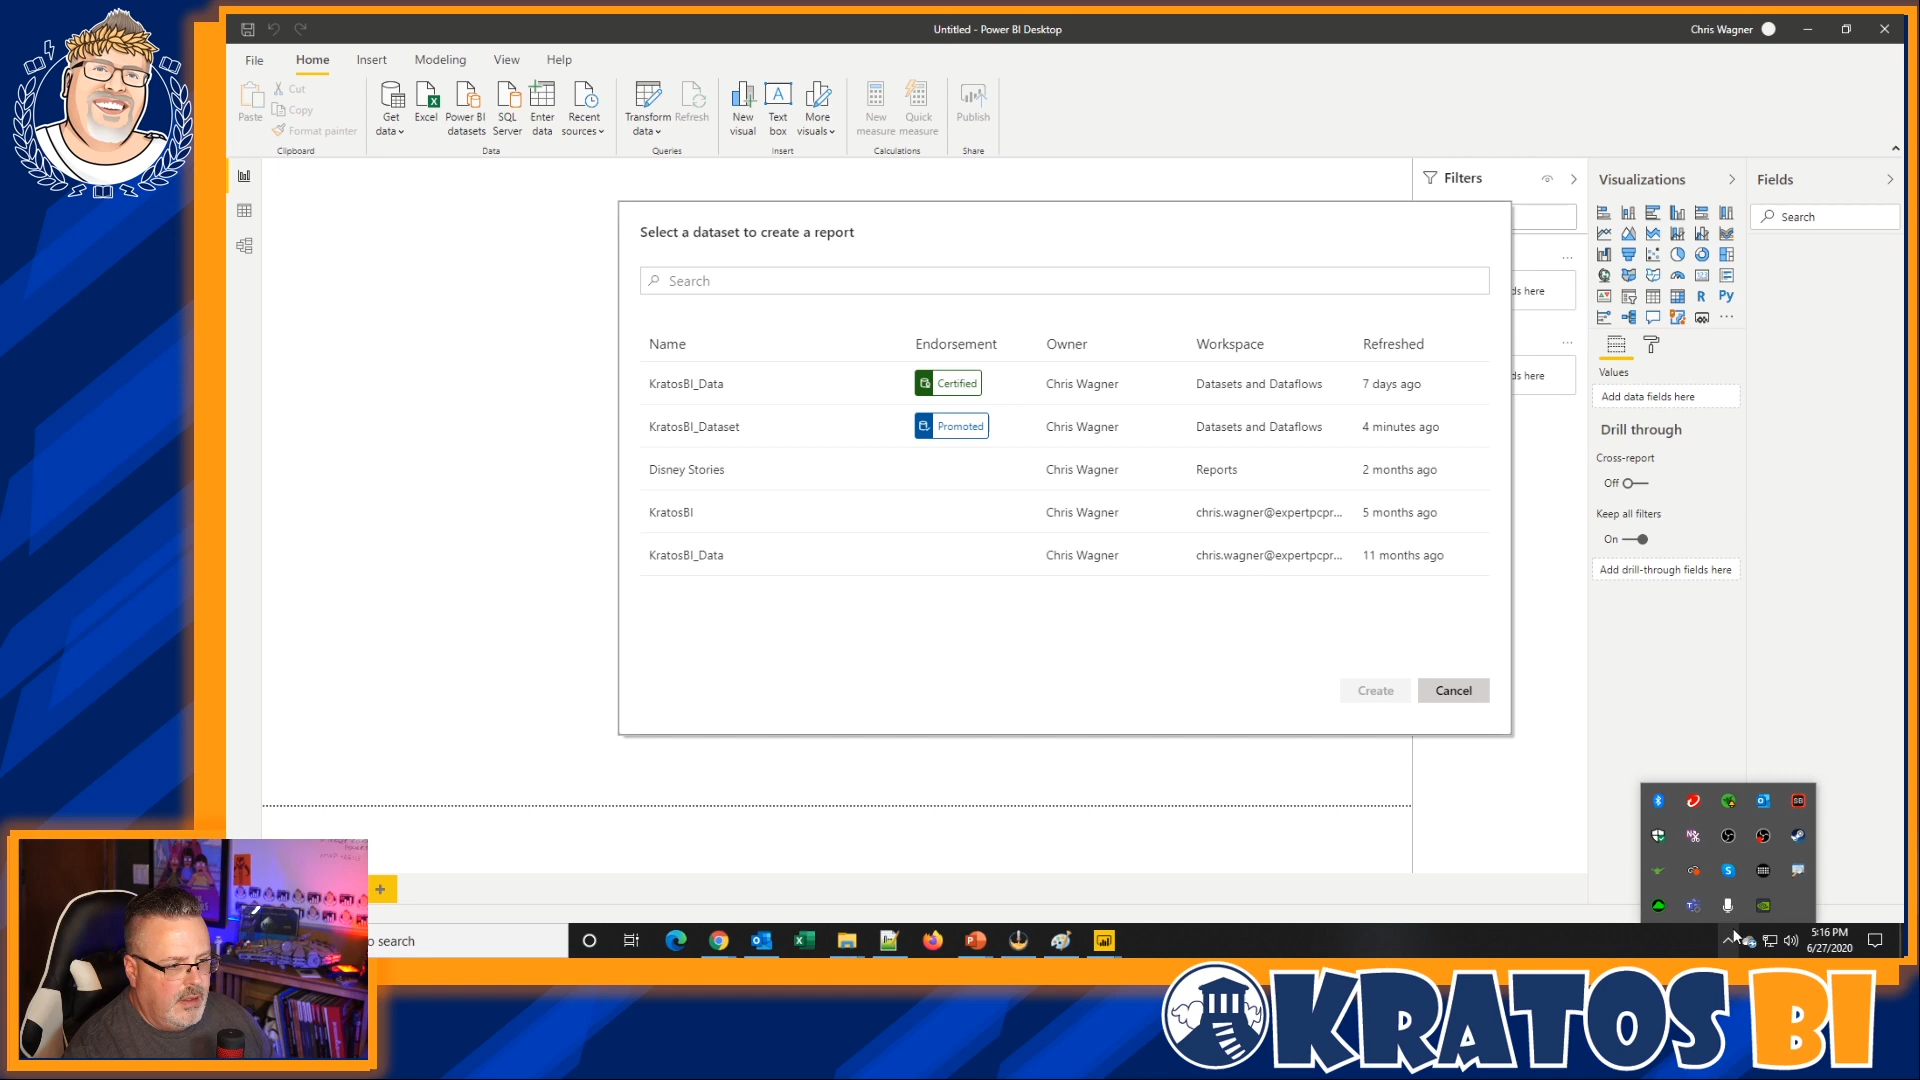 Untitled - Power BI Desktop
Chris Wagner
File Home Insert Modeling View Help
Paste
Cut
Copy
Format painter
Clipboard
Get data
Excel
Power BI datasets
SQL Server
Enter data
Recent sources
Data
Transform data
Refresh
Queries
New visual
Text box
More visuals
Insert
New measure
Quick measure
Calculations
Publish
Share
Filters
Visualizations
Fields
Search
Select a dataset to create a report
Search
Name Endorsement Owner Workspace Refreshed
KratosBI_Data Certified Chris Wagner Datasets and Dataflows 7 days ago
KratosBI_Dataset Promoted Chris Wagner Datasets and Dataflows 4 minutes ago
Disney Stories Chris Wagner Reports 2 months ago
KratosBI Chris Wagner chris.wagner@expertpcpr... 5 months ago
KratosBI_Data Chris Wagner chris.wagner@expertpcpr... 11 months ago
Create Cancel
ds here
ds here
R Py
Values
Add data fields here
Drill through
Cross-report
Off
Keep all filters
On
Add drill-through fields here
o search
5:16 PM
6/27/2020
KRATOS BI